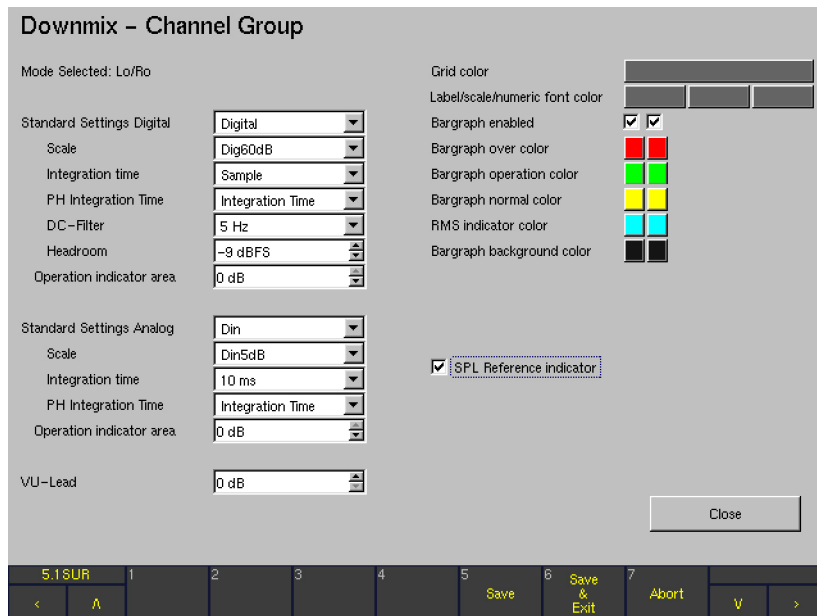 Downmix – Channel Group
Mode Selected: Lo/Ro
Standard Settings Digital Digital
Scale Dig60dB
Integration time Sample
PH Integration Time Integration Time
DC-Filter 5 Hz
Headroom -9 dBFS
Operation indicator area 0 dB
Standard Settings Analog Din
Scale Din5dB
Integration time 10 ms
PH Integration Time Integration Time
Operation indicator area 0 dB
VU-Lead 0 dB
Grid color
Label/scale/numeric font color
Bargraph enabled
Bargraph over color
Bargraph operation color
Bargraph normal color
RMS indicator color
Bargraph background color
SPL Reference indicator
Close
5.1SUR 1 2 3 4 5 6 7
< Λ Save Save & Exit Abort V >